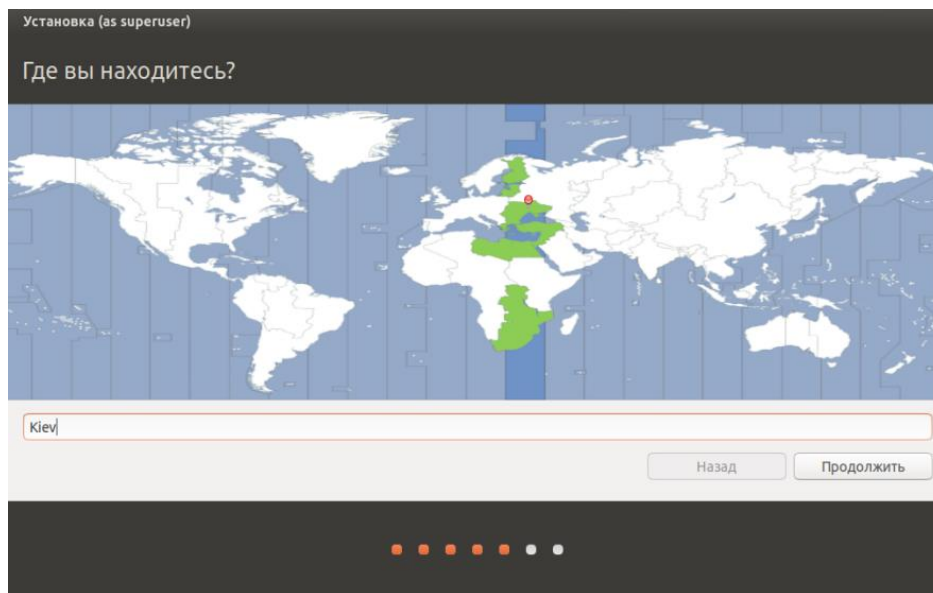 Установка (as superuser)
Где вы находитесь?
Kiev
Назад
Продолжить